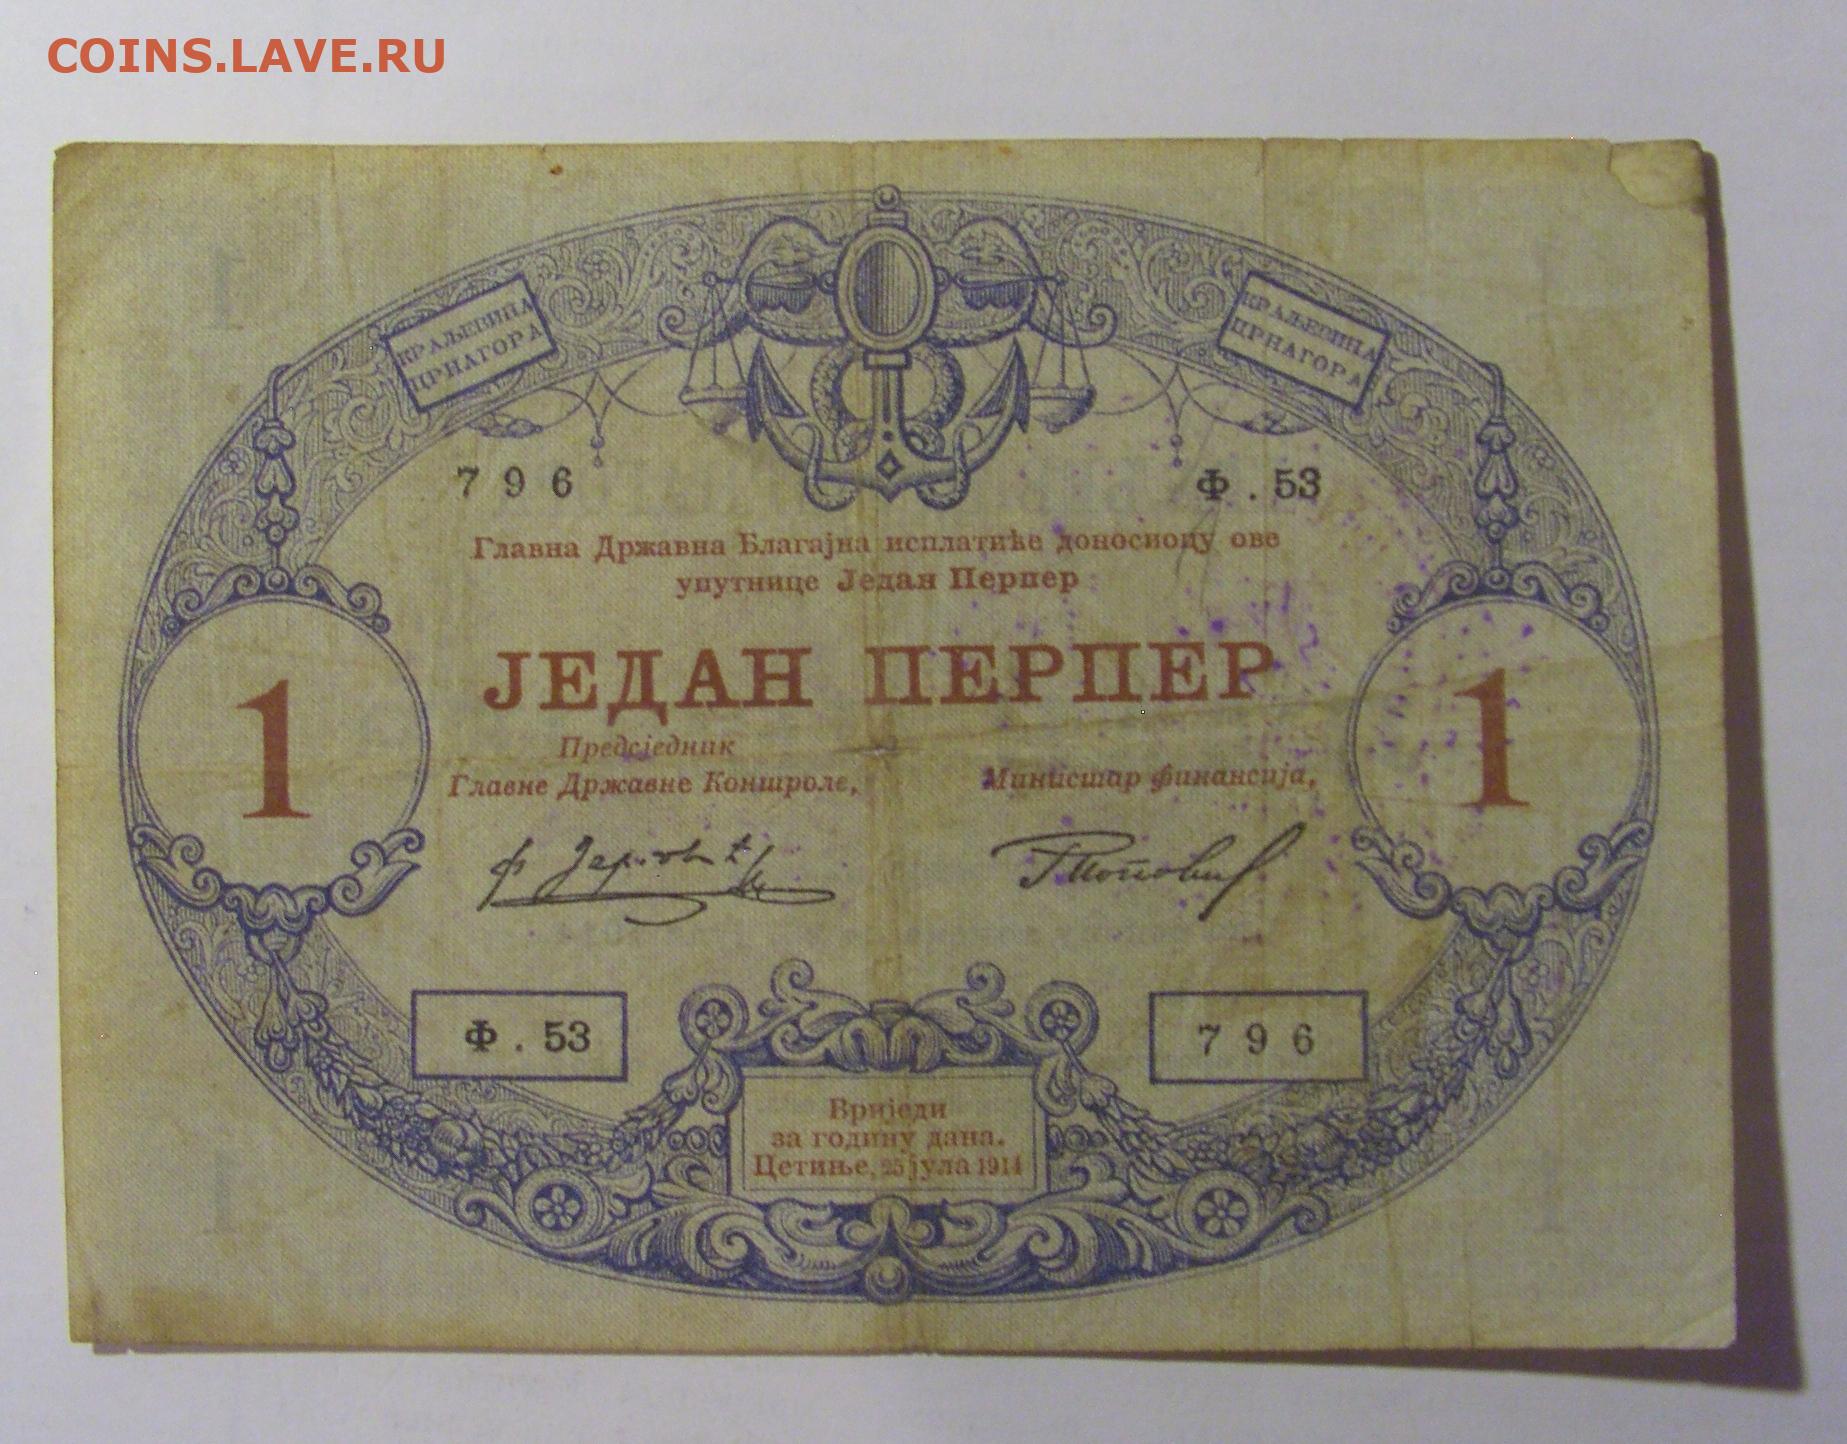 COINS.LAVE.RU
КРАЉЕВИНА
ЦРНАГОРА
КРАЉЕВИНА
ЦРНАГОРА
796
Ф. 53
Главна Државна Благајна исплатиће доносиоцу ове
упутнице Један Перпер
ЈЕДАН ПЕРПЕР
1
1
Предсједник
Главне Државне Контроле,
Министар финансија,
Ф. 53
796
Вриједи
за годину дана.
Цетиње, 25 јула 1914